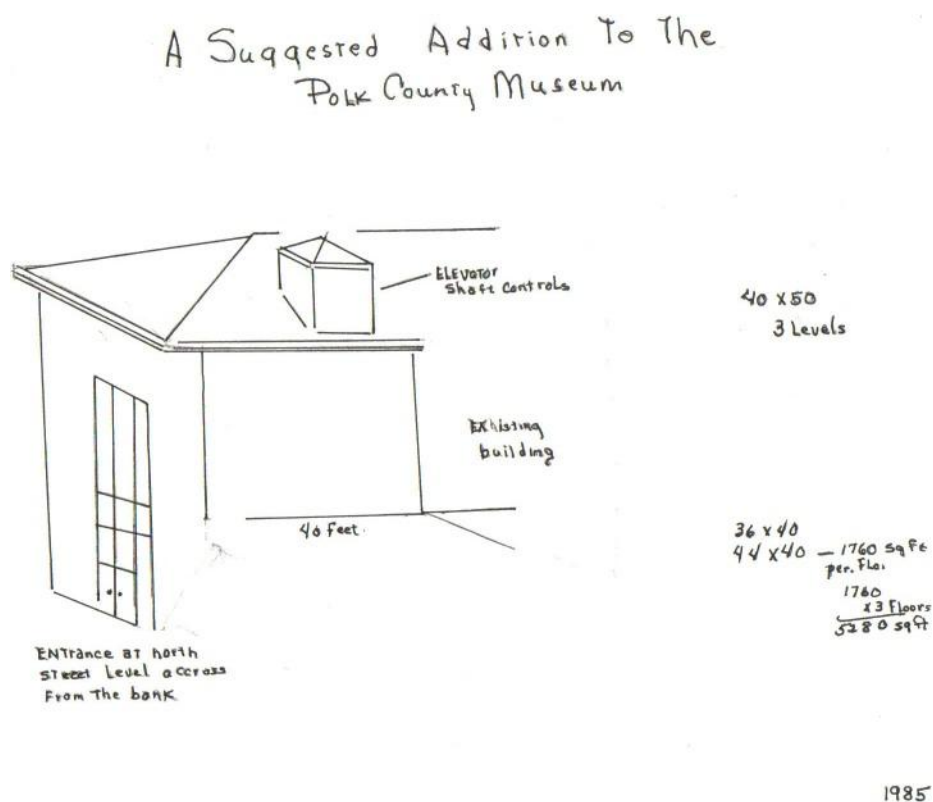 A Suggested Addition To The
Polk County Museum
ELEVATOR
Shaft controls
40 x 50
3 Levels
EXhisting
building
40 Feet.
36 x 40
44 x 40 — 1760 Sq Ft
per. Flo.
1760
x 3 Floors
5280 sq ft
ENTrance aT north
STreet Level accross
From The bank
1985